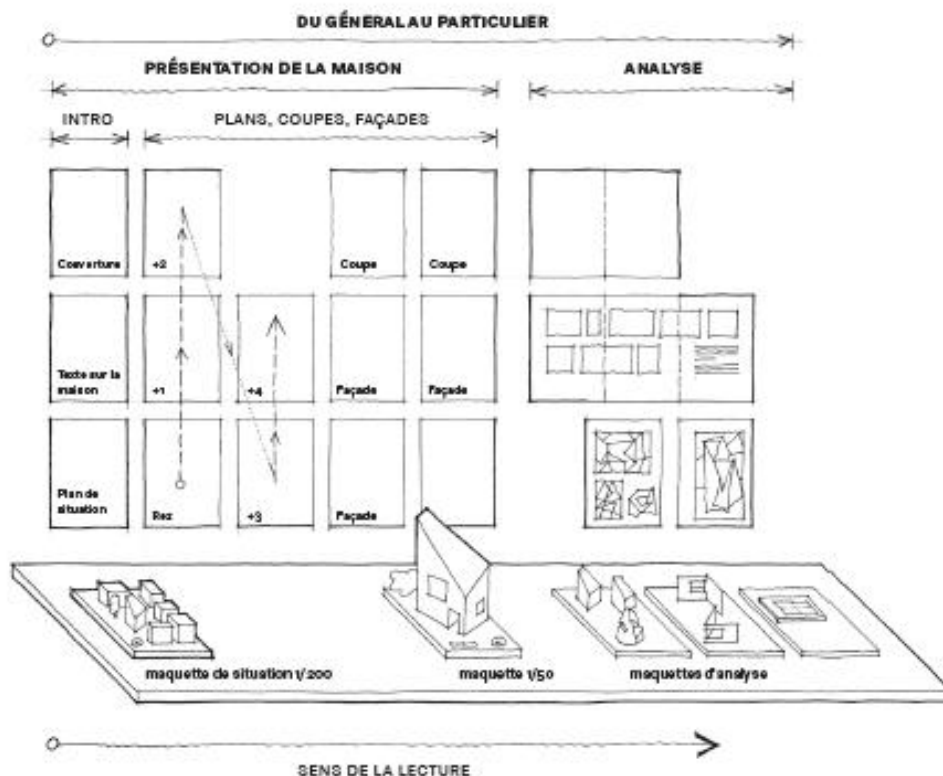 DU GÉNERAL AU PARTICULIER
PRÉSENTATION DE LA MAISON
ANALYSE
INTRO
PLANS, COUPES, FAÇADES
Couverture
+2
Coupe
Coupe
Texte sur la
maison
+1
+4
Façade
Façade
Plan de
situation
Rez
+3
Façade
maquette de situation 1/200
maquette 1/50
maquettes d'analyse
SENS DE LA LECTURE